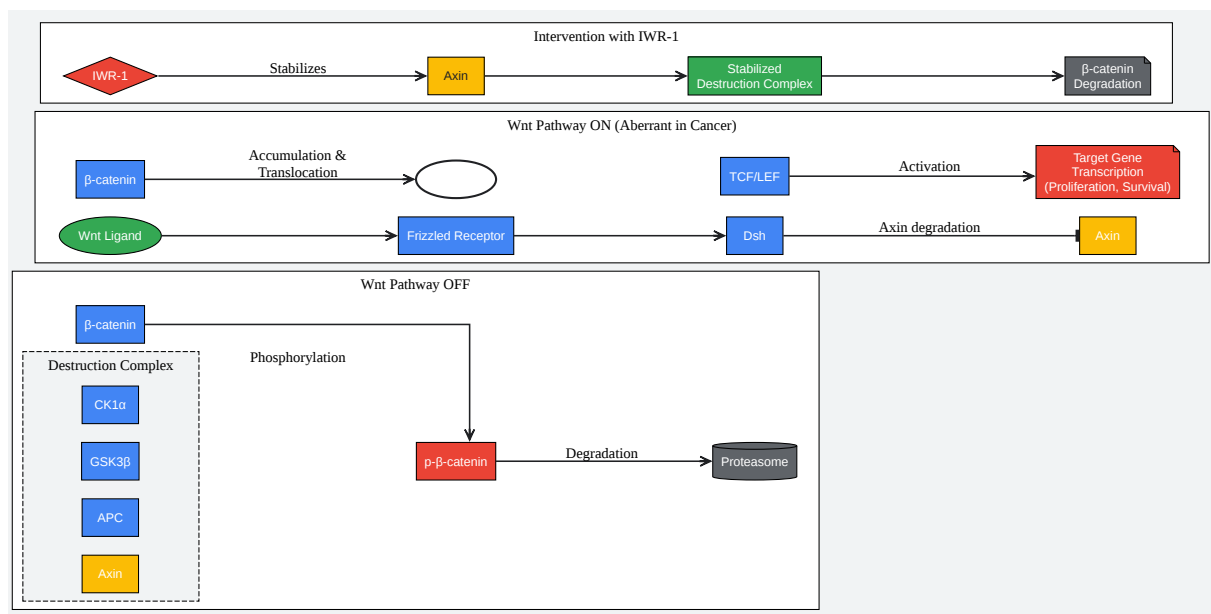 Intervention with IWR-1
IWR-1
Stabilizes
Axin
Stabilized
Destruction Complex
β-catenin
Degradation
Wnt Pathway ON (Aberrant in Cancer)
β-catenin
Accumulation &
Translocation
TCF/LEF
Activation
Target Gene
Transcription
(Proliferation, Survival)
Wnt Ligand
Frizzled Receptor
Dsh
Axin degradation
Axin
Wnt Pathway OFF
β-catenin
Phosphorylation
Destruction Complex
CK1α
GSK3β
APC
Axin
p-β-catenin
Degradation
Proteasome